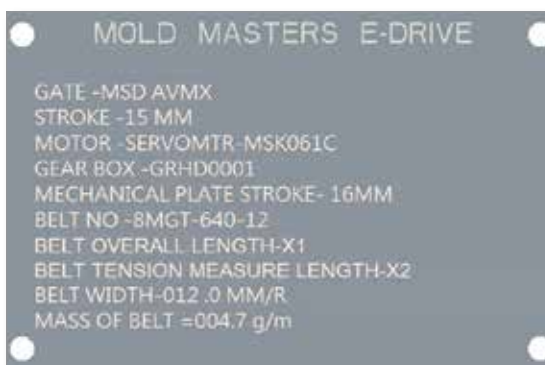 MOLD MASTERS E-DRIVE
GATE -MSD AVMX
STROKE -15 MM
MOTOR -SERVOMTR-MSK061C
GEAR BOX -GRHD0001
MECHANICAL PLATE STROKE- 16MM
BELT NO -8MGT-640-12
BELT OVERALL LENGTH-X1
BELT TENSION MEASURE LENGTH-X2
BELT WIDTH-012 .0 MM/R
MASS OF BELT =004.7 g/m